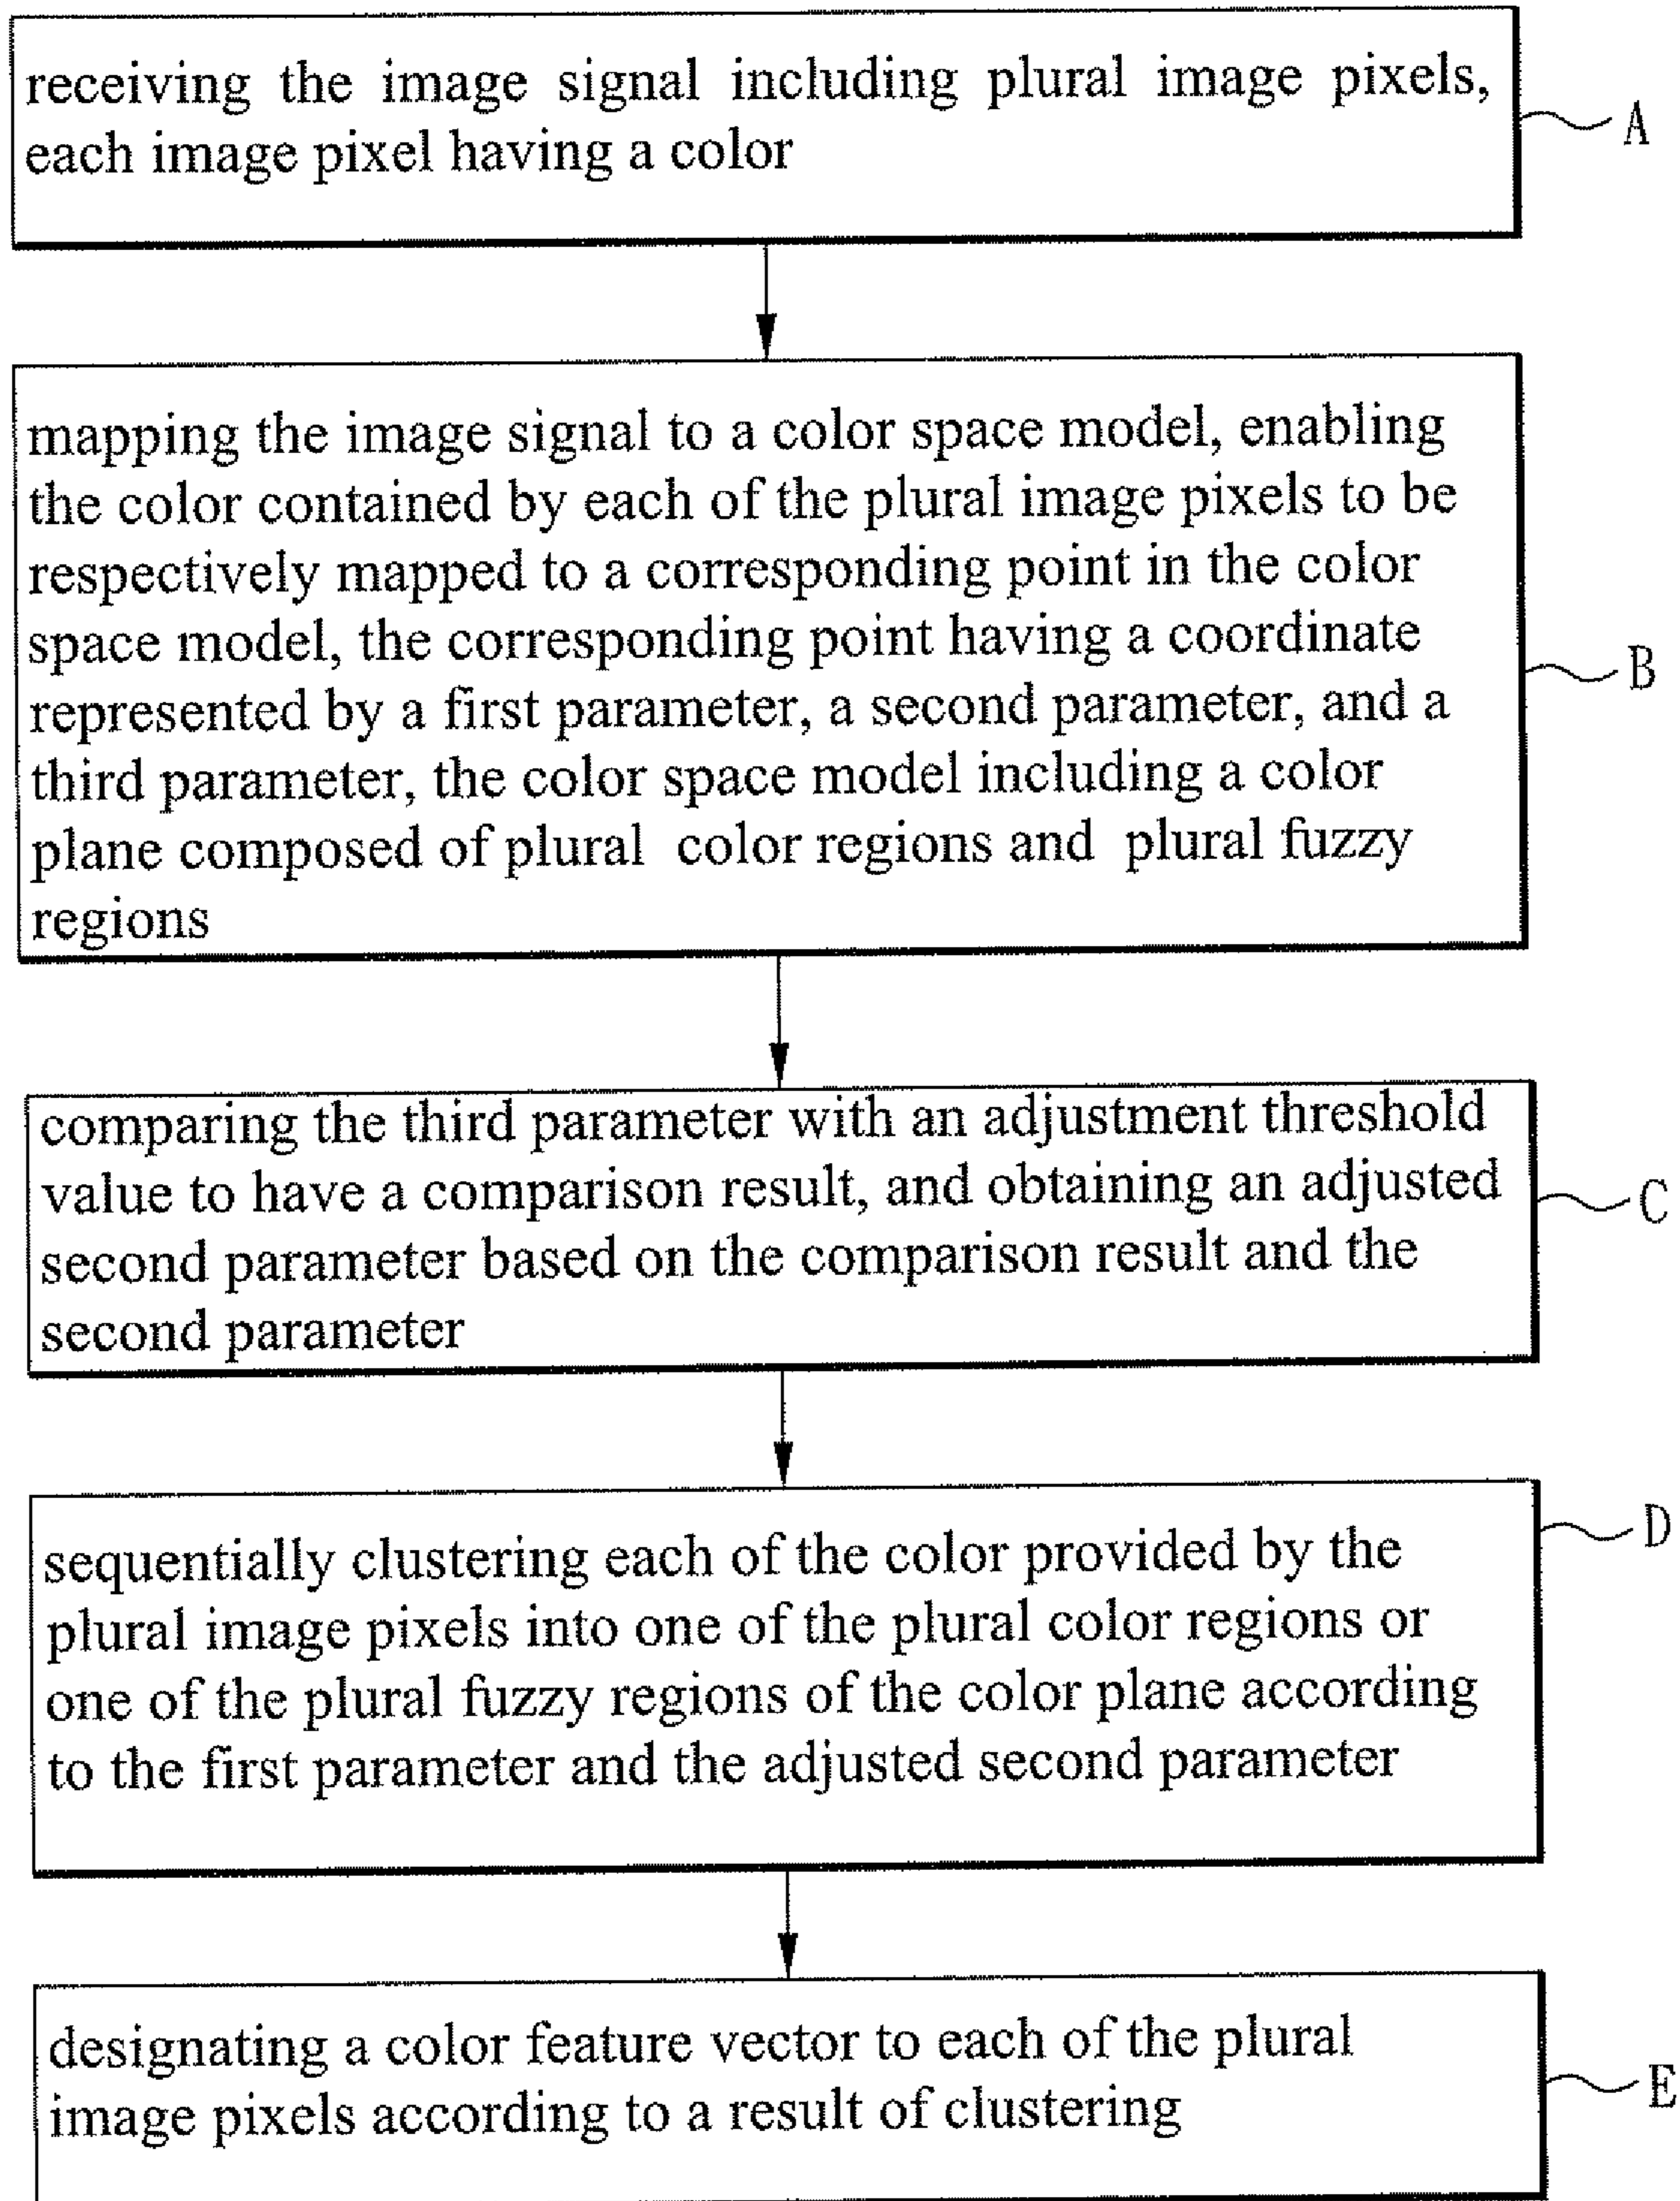 receiving the image signal including plural image pixels,
each image pixel having a color
A
mapping the image signal to a color space model, enabling
the color contained by each of the plural image pixels to be
respectively mapped to a corresponding point in the color
space model, the corresponding point having a coordinate
represented by a first parameter, a second parameter, and a
third parameter, the color space model including a color
plane composed of plural color regions and plural fuzzy
regions
B
comparing the third parameter with an adjustment threshold
value to have a comparison result, and obtaining an adjusted
second parameter based on the comparison result and the
second parameter
C
sequentially clustering each of the color provided by the
plural image pixels into one of the plural color regions or
one of the plural fuzzy regions of the color plane according
to the first parameter and the adjusted second parameter
D
designating a color feature vector to each of the plural
image pixels according to a result of clustering
E